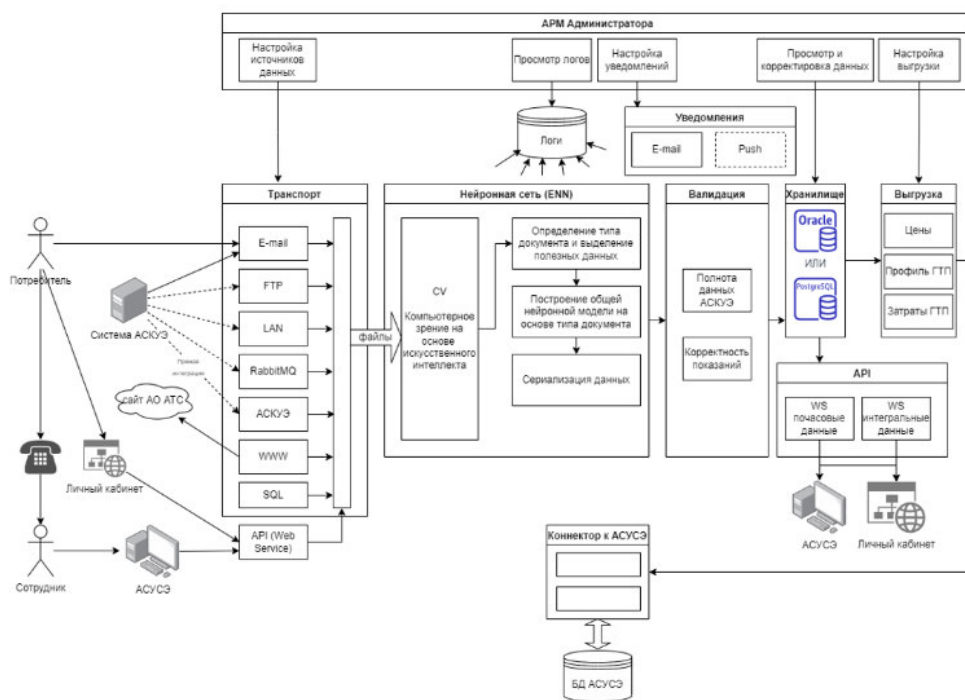 АРМ Администратора
Настройка
источников
данных
Просмотр логов
Настройка
уведомлений
Просмотр и
корректировка данных
Настройка
выгрузки
Логи
Уведомления
E-mail
Push
Транспорт
Нейронная сеть (ENN)
Валидация
Хранилище
Выгрузка
Потребитель
Система АСКУЭ
Прямая
интеграция
сайт АО АТС
E-mail
FTP
LAN
RabbitMQ
АСКУЭ
WWW
SQL
API (Web
Service)
файлы
CV
Компьютерное
зрение на
основе
искусственного
интеллекта
Определение типа
документа и выделение
полезных данных
Построение общей
нейронной модели на
основе типа документа
Сериализация данных
Полнота
данных
АСКУЭ
Корректность
показаний
Oracle
ИЛИ
PostgreSQL
Цены
Профиль ГТП
Затраты ГТП
API
WS
почасовые
данные
WS
интегральные
данные
АСУСЭ
Личный кабинет
Личный кабинет
Сотрудник
АСУСЭ
Коннектор к АСУСЭ
БД АСУСЭ